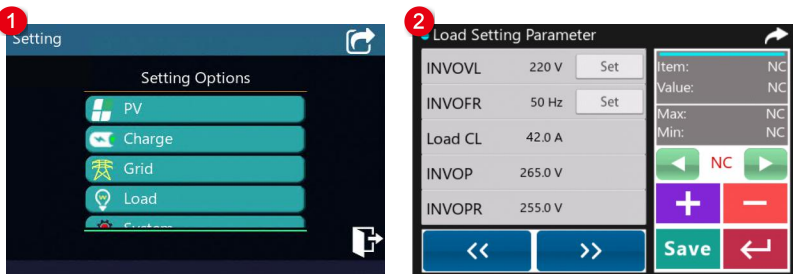 1
Setting
Setting Options
PV
Charge
Grid
Load
System
2
Load Setting Parameter
INVOVL 220 V Set
INVOFR 50 Hz Set
Load CL 42.0 A
INVOP 265.0 V
INVOPR 255.0 V
<< >>
Item: NC
Value: NC
Max: NC
Min: NC
NC
+ −
Save